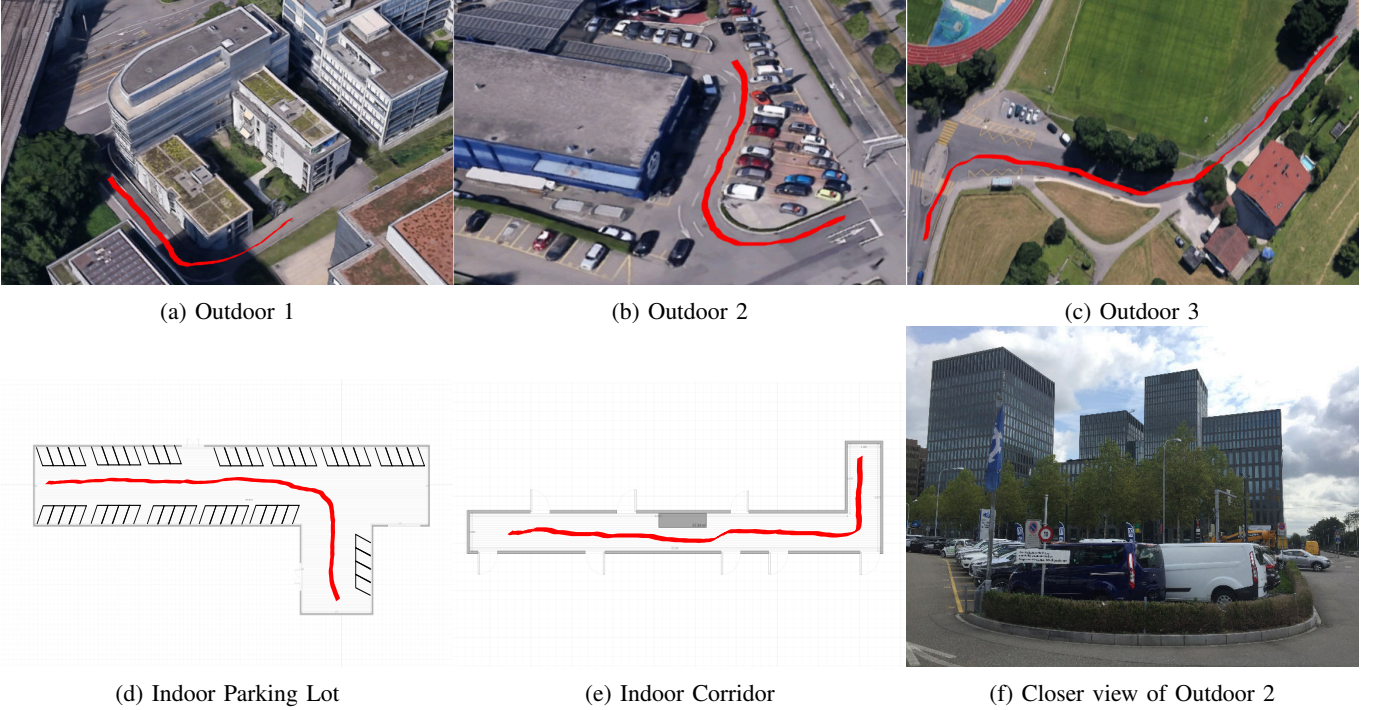 (a) Outdoor 1
(b) Outdoor 2
(c) Outdoor 3
(d) Indoor Parking Lot
(e) Indoor Corridor
(f) Closer view of Outdoor 2